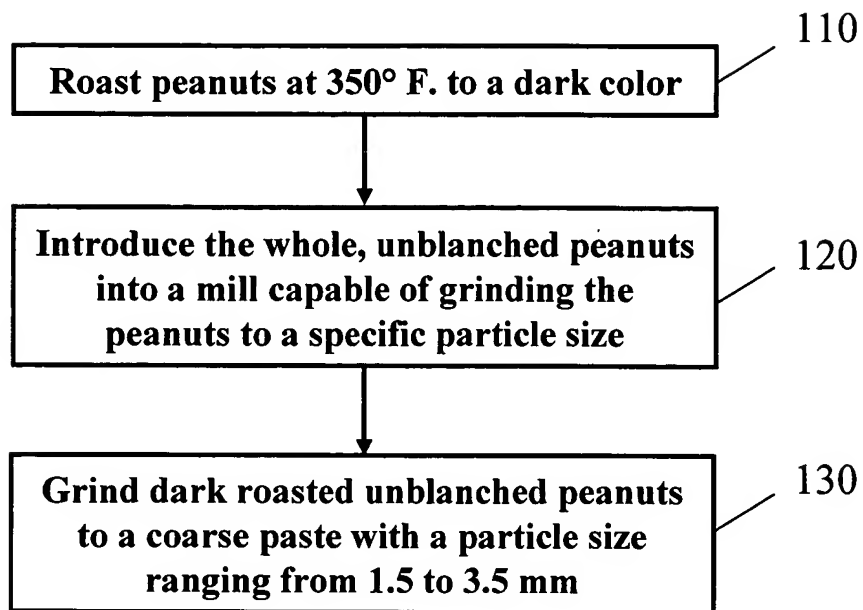 110
Roast peanuts at 350° F. to a dark color
Introduce the whole, unblanched peanuts
into a mill capable of grinding the
peanuts to a specific particle size
120
Grind dark roasted unblanched peanuts
to a coarse paste with a particle size
ranging from 1.5 to 3.5 mm
130